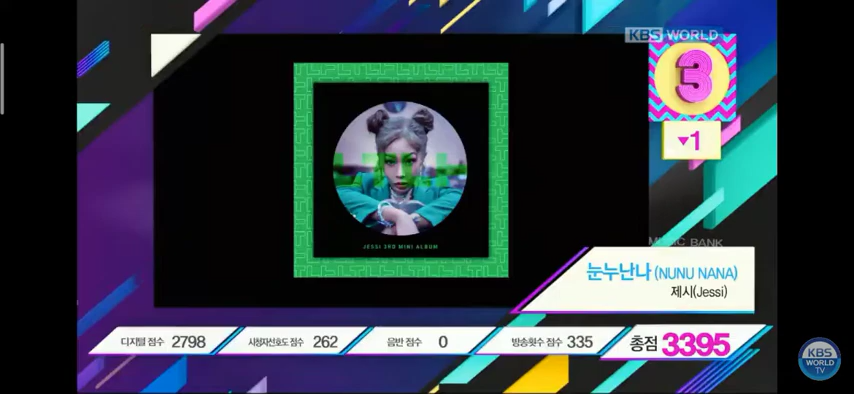 KBS WORLD
3
▼1
JESSI 3RD MINI ALBUM
MUSIC BANK
눈누난나 (NUNU NANA)
제시(Jessi)
디지털 점수 2798
시청자선호도 점수 262
음반 점수 0
방송횟수 점수 335
총점 3395
KBS
WORLD
TV